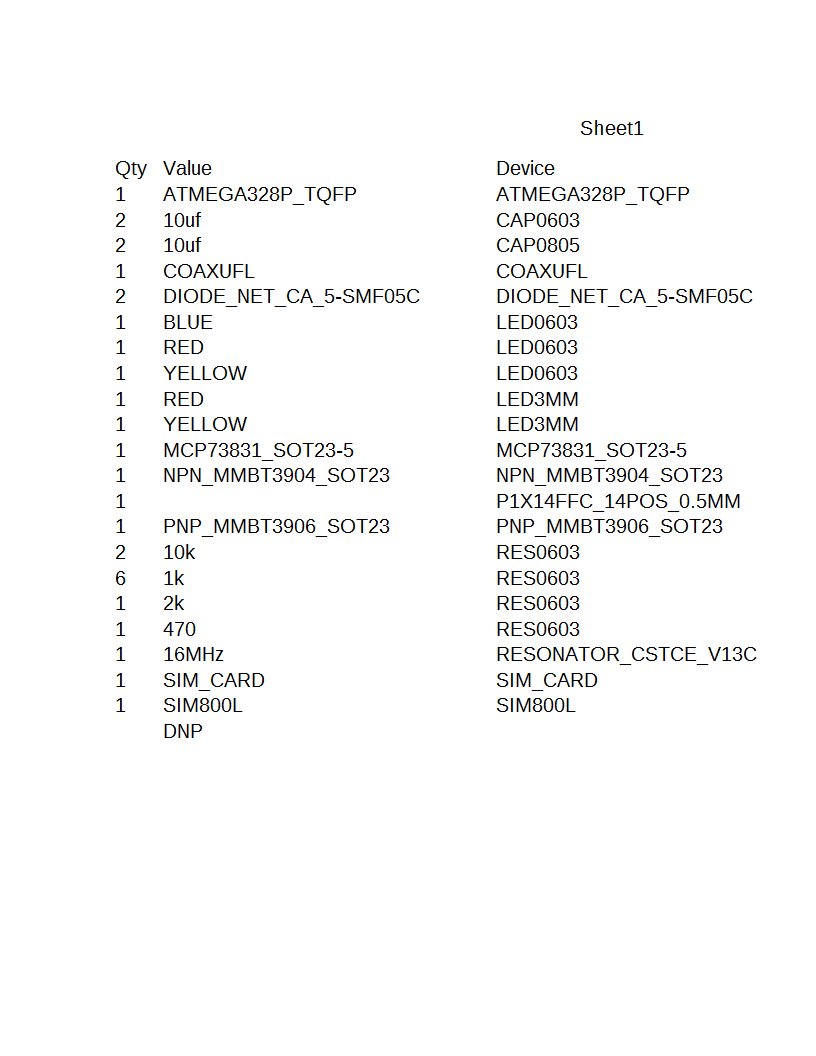 Sheet1
Qty Value Device
1 ATMEGA328P_TQFP ATMEGA328P_TQFP
2 10uf CAP0603
2 10uf CAP0805
1 COAXUFL COAXUFL
2 DIODE_NET_CA_5-SMF05C DIODE_NET_CA_5-SMF05C
1 BLUE LED0603
1 RED LED0603
1 YELLOW LED0603
1 RED LED3MM
1 YELLOW LED3MM
1 MCP73831_SOT23-5 MCP73831_SOT23-5
1 NPN_MMBT3904_SOT23 NPN_MMBT3904_SOT23
1 P1X14FFC_14POS_0.5MM
1 PNP_MMBT3906_SOT23 PNP_MMBT3906_SOT23
2 10k RES0603
6 1k RES0603
1 2k RES0603
1 470 RES0603
1 16MHz RESONATOR_CSTCE_V13C
1 SIM_CARD SIM_CARD
1 SIM800L SIM800L
DNP